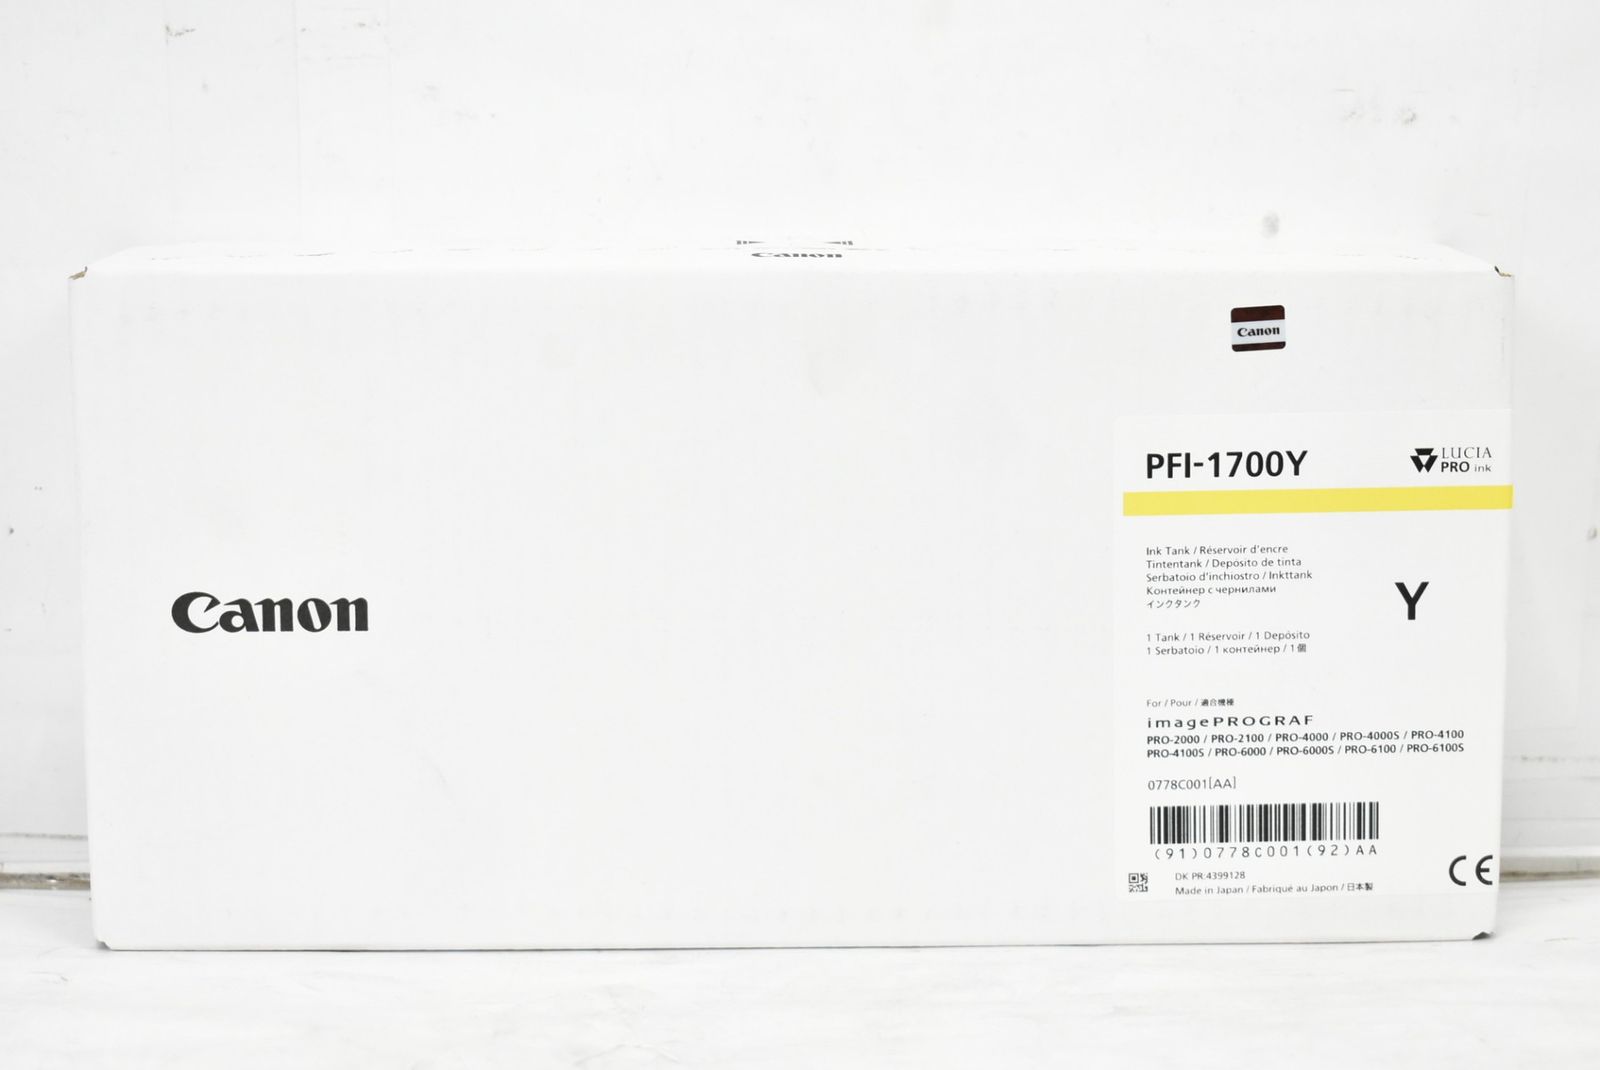 Canon
Canon
PFI-1700Y
LUCIA
PRO ink
Ink Tank / Réservoir d'encre
Tintentank / Depósito de tinta
Serbatoio d'inchiostro / Inkttank
Контейнер с чернилами
インクタンク
Y
1 Tank / 1 Réservoir / 1 Depósito
1 Serbatoio / 1 контейнер / 1個
For / Pour / 適合機種
imagePROGRAF
PRO-2000 / PRO-2100 / PRO-4000 / PRO-4000S / PRO-4100
PRO-4100S / PRO-6000 / PRO-6000S / PRO-6100 / PRO-6100S
0778C001[AA]
(91)0778C001(92)AA
DK PR:4399128
Made in Japan / Fabriqué au Japon / 日本製
CE
Canon